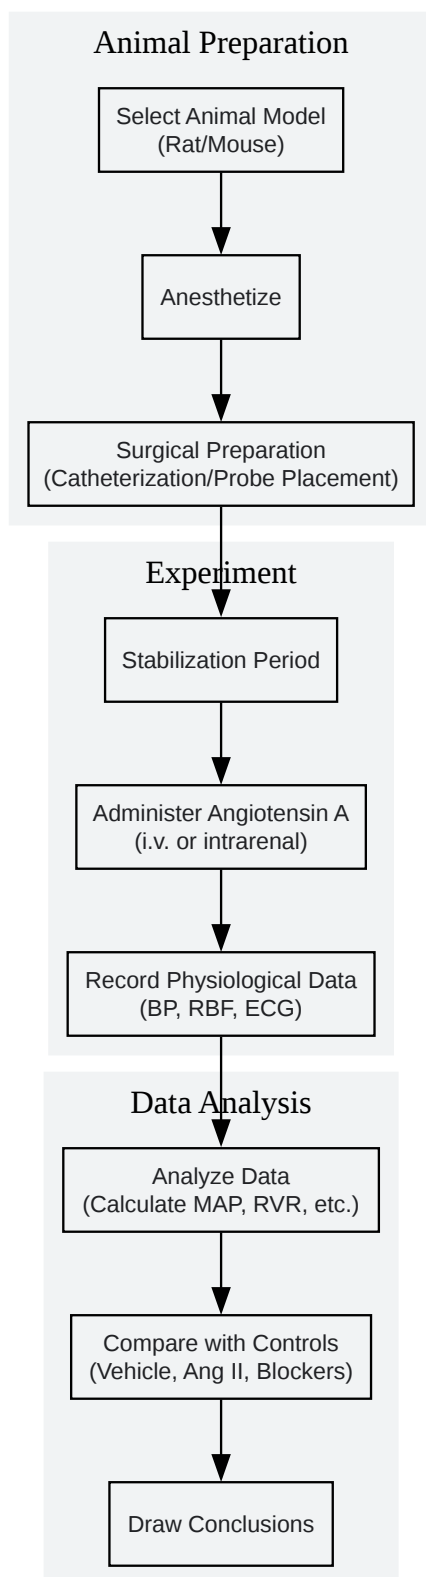 Animal Preparation
Select Animal Model
(Rat/Mouse)
Anesthetize
Surgical Preparation
(Catheterization/Probe Placement)
Experiment
Stabilization Period
Administer Angiotensin A
(i.v. or intrarenal)
Record Physiological Data
(BP, RBF, ECG)
Data Analysis
Analyze Data
(Calculate MAP, RVR, etc.)
Compare with Controls
(Vehicle, Ang II, Blockers)
Draw Conclusions